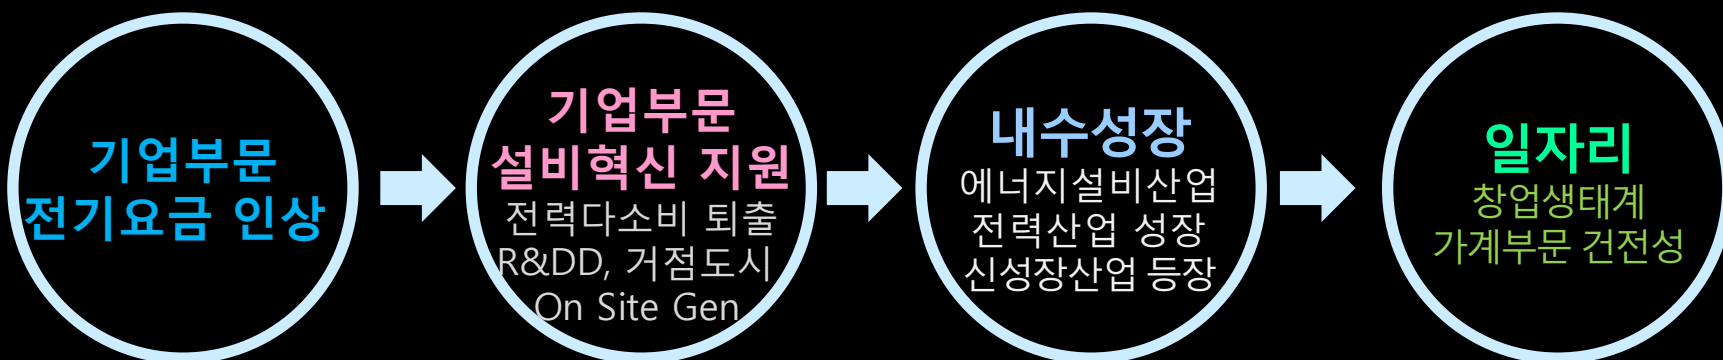 기업부문
전기요금 인상
기업부문
설비혁신 지원
전력다소비 퇴출
R&DD, 거점도시
On Site Gen
내수성장
에너지설비산업
전력산업 성장
신성장산업 등장
일자리
창업생태계
가계부문 건전성